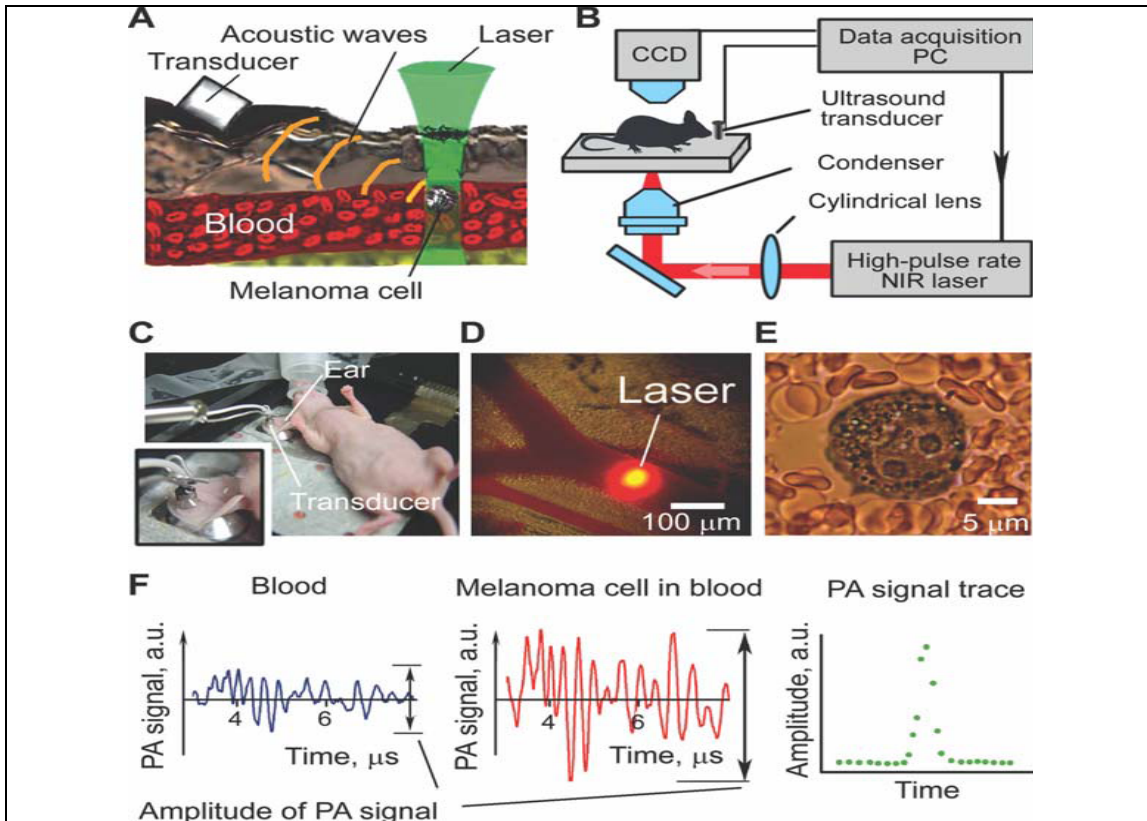 A
Acoustic waves
Laser
Transducer
Blood
Melanoma cell
B
CCD
Data acquisition
PC
Ultrasound
transducer
Condenser
Cylindrical lens
High-pulse rate
NIR laser
C
Ear
Transducer
D
Laser
100 μm
E
5 μm
F
Blood
PA signal, a.u.
4
6
Time, μs
Melanoma cell in blood
PA signal, a.u.
4
6
Time, μs
Amplitude of PA signal
PA signal trace
Amplitude, a.u.
Time